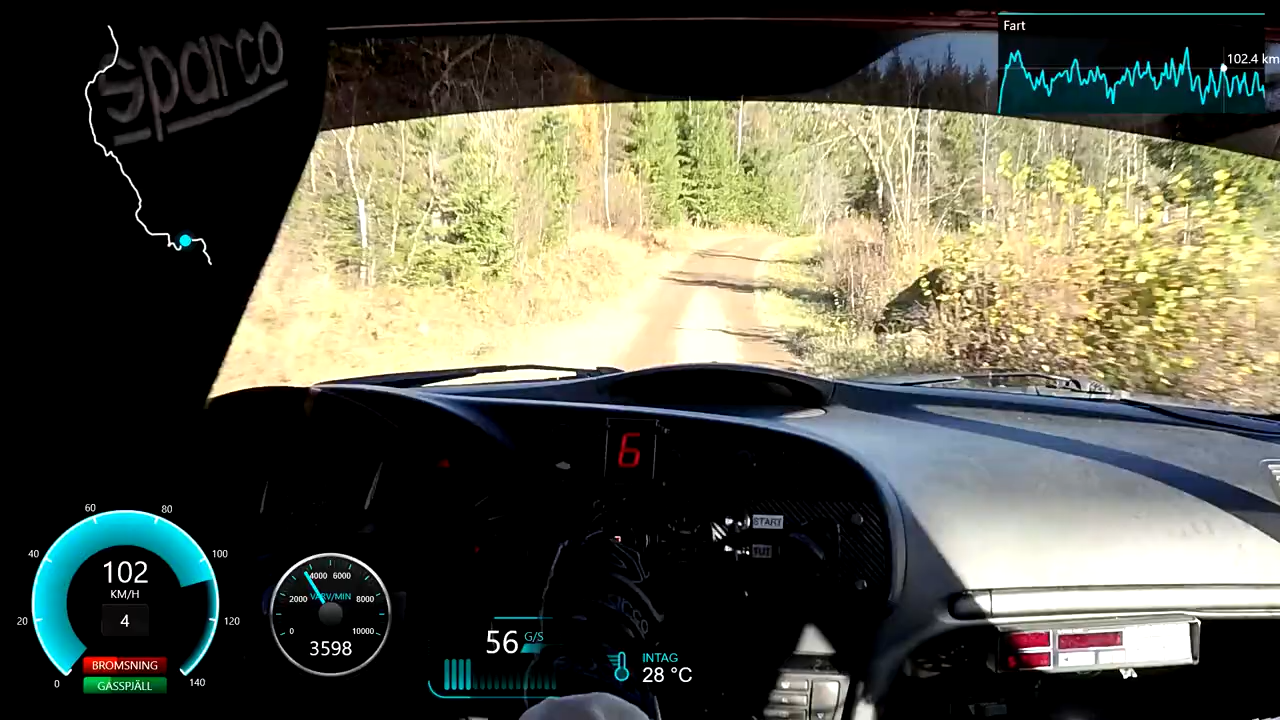 sparco
Fart
102.4 km
6
START
60
80
40
100
20
120
0
140
102
KM/H
4
BROMSNING
GASSPJÄLL
4000
6000
2000
8000
0
10000
VARV/MIN
3598
56 G/S
INTAG
28 °C